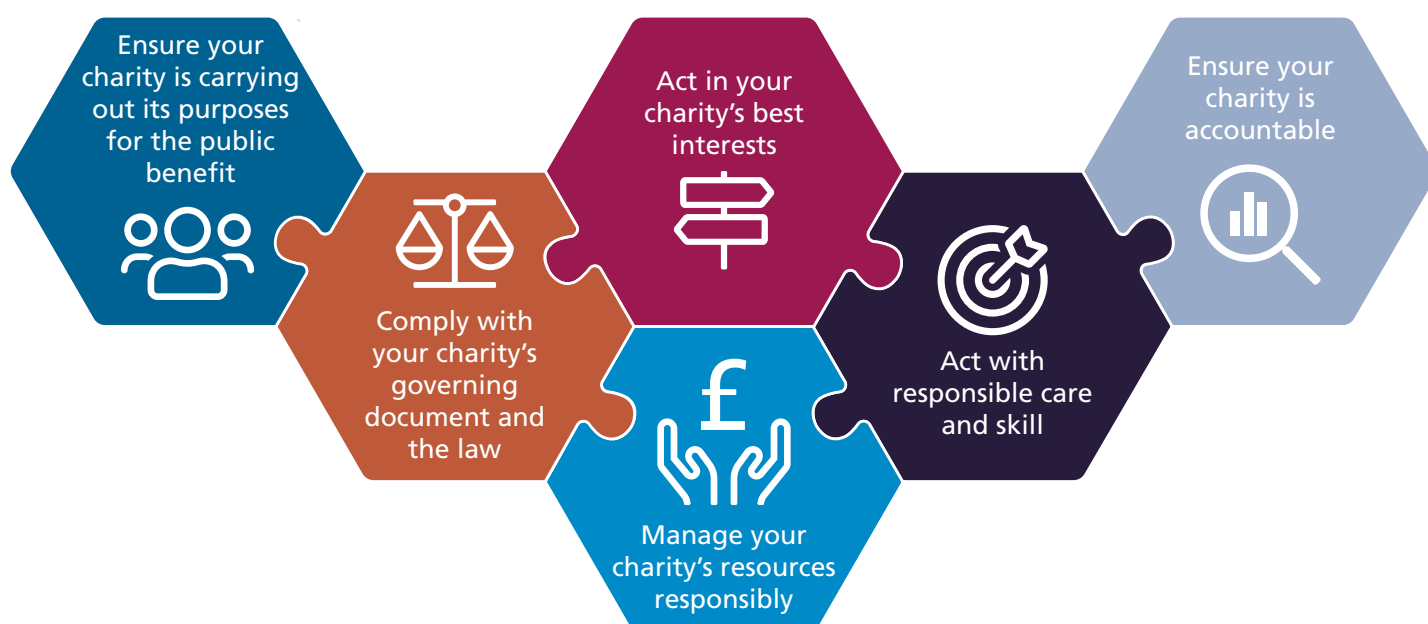 Ensure your
charity is carrying
out its purposes
for the public
benefit
Comply with
your charity’s
governing
document and
the law
Act in your
charity’s best
interests
£
Manage your
charity’s resources
responsibly
Act with
responsible care
and skill
Ensure your
charity is
accountable